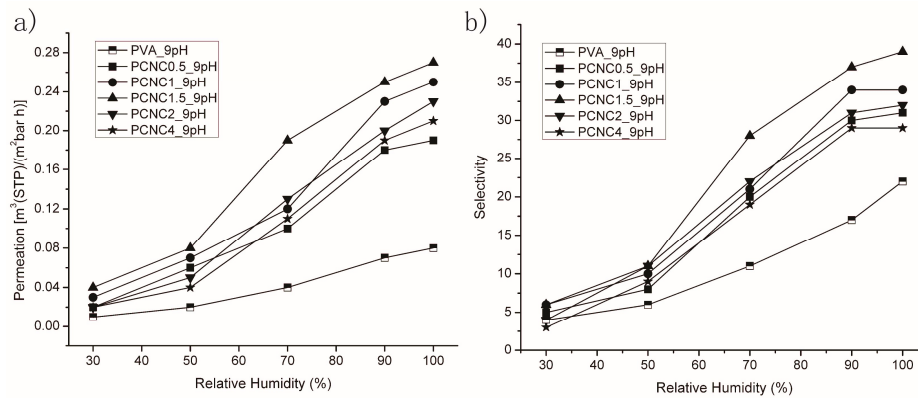 a)
PVA_9pH
PCNC0.5_9pH
PCNC1_9pH
PCNC1.5_9pH
PCNC2_9pH
PCNC4_9pH
0.28
0.24
0.20
0.16
0.12
0.08
0.04
0.00
Permeation [m³(STP)/(m²bar h)]
30 40 50 60 70 80 90 100
Relative Humidity (%)
b)
PVA_9pH
PCNC0.5_9pH
PCNC1_9pH
PCNC1.5_9pH
PCNC2_9pH
PCNC4_9pH
40
35
30
25
20
15
10
5
0
Selectivity
30 40 50 60 70 80 90 100
Relative Humidity (%)